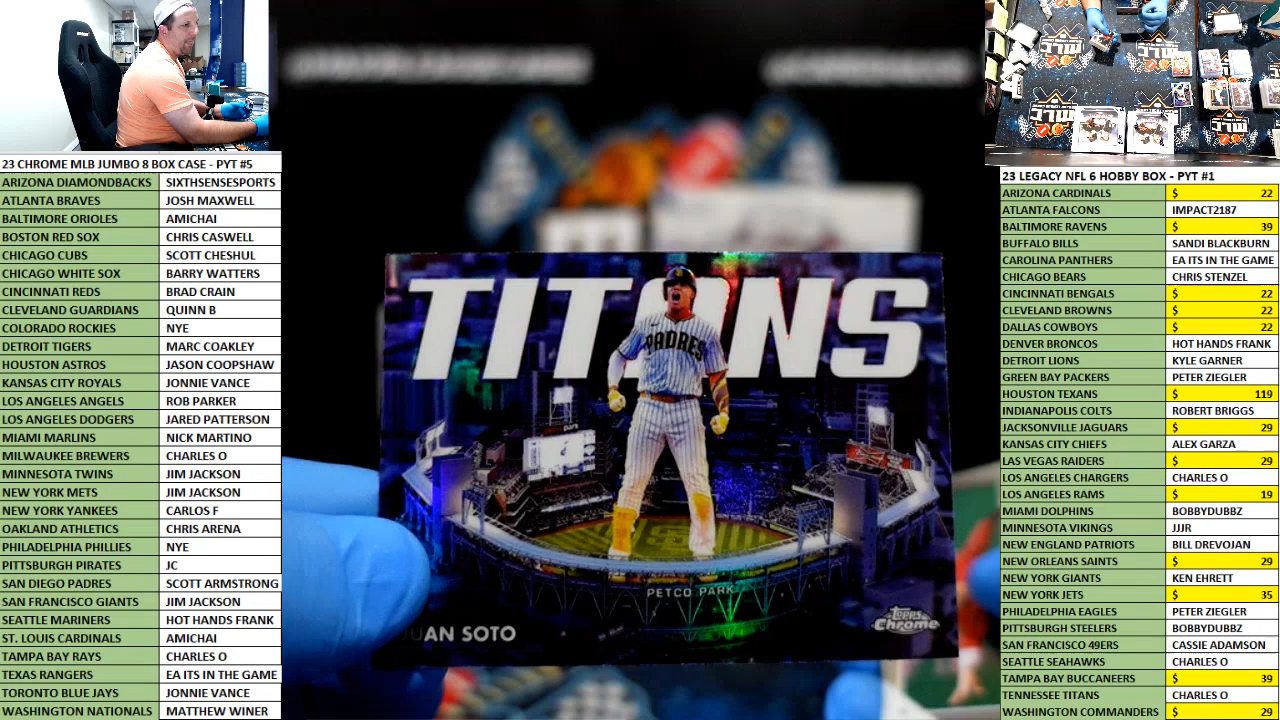 23 CHROME MLB JUMBO 8 BOX CASE - PYT #5
ARIZONA DIAMONDBACKS SIXTHSENSESPORTS
ATLANTA BRAVES JOSH MAXWELL
BALTIMORE ORIOLES AMICHAI
BOSTON RED SOX CHRIS CASWELL
CHICAGO CUBS SCOTT CHESHUL
CHICAGO WHITE SOX BARRY WATTERS
CINCINNATI REDS BRAD CRAIN
CLEVELAND GUARDIANS QUINN B
COLORADO ROCKIES NYE
DETROIT TIGERS MARC COAKLEY
HOUSTON ASTROS JASON COOPSHAW
KANSAS CITY ROYALS JONNIE VANCE
LOS ANGELES ANGELS ROB PARKER
LOS ANGELES DODGERS JARED PATTERSON
MIAMI MARLINS NICK MARTINO
MILWAUKEE BREWERS CHARLES O
MINNESOTA TWINS JIM JACKSON
NEW YORK METS JIM JACKSON
NEW YORK YANKEES CARLOS F
OAKLAND ATHLETICS CHRIS ARENA
PHILADELPHIA PHILLIES NYE
PITTSBURGH PIRATES JC
SAN DIEGO PADRES SCOTT ARMSTRONG
SAN FRANCISCO GIANTS JIM JACKSON
SEATTLE MARINERS HOT HANDS FRANK
ST. LOUIS CARDINALS AMICHAI
TAMPA BAY RAYS CHARLES O
TEXAS RANGERS EA ITS IN THE GAME
TORONTO BLUE JAYS JONNIE VANCE
WASHINGTON NATIONALS MATTHEW WINER
TITANS
PADRES
PETCO PARK
JUAN SOTO
Topps
Chrome
23 LEGACY NFL 6 HOBBY BOX - PYT #1
ARIZONA CARDINALS $ 22
ATLANTA FALCONS IMPACT2187
BALTIMORE RAVENS $ 39
BUFFALO BILLS SANDI BLACKBURN
CAROLINA PANTHERS EA ITS IN THE GAME
CHICAGO BEARS CHRIS STENZEL
CINCINNATI BENGALS $ 22
CLEVELAND BROWNS $ 22
DALLAS COWBOYS $ 22
DENVER BRONCOS HOT HANDS FRANK
DETROIT LIONS KYLE GARNER
GREEN BAY PACKERS PETER ZIEGLER
HOUSTON TEXANS $ 119
INDIANAPOLIS COLTS ROBERT BRIGGS
JACKSONVILLE JAGUARS $ 29
KANSAS CITY CHIEFS ALEX GARZA
LAS VEGAS RAIDERS $ 29
LOS ANGELES CHARGERS CHARLES O
LOS ANGELES RAMS $ 19
MIAMI DOLPHINS BOBBYDUBBZ
MINNESOTA VIKINGS JJJR
NEW ENGLAND PATRIOTS BILL DREVOJAN
NEW ORLEANS SAINTS $ 29
NEW YORK GIANTS KEN EHRETT
NEW YORK JETS $ 35
PHILADELPHIA EAGLES PETER ZIEGLER
PITTSBURGH STEELERS BOBBYDUBBZ
SAN FRANCISCO 49ERS CASSIE ADAMSON
SEATTLE SEAHAWKS CHARLES O
TAMPA BAY BUCCANEERS $ 39
TENNESSEE TITANS CHARLES O
WASHINGTON COMMANDERS $ 29